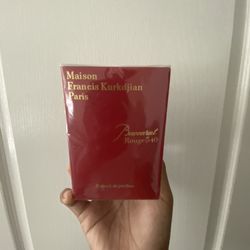 Maison
Francis Kurkdjian
Paris
Baccarat
Rouge 540
Extrait de parfum